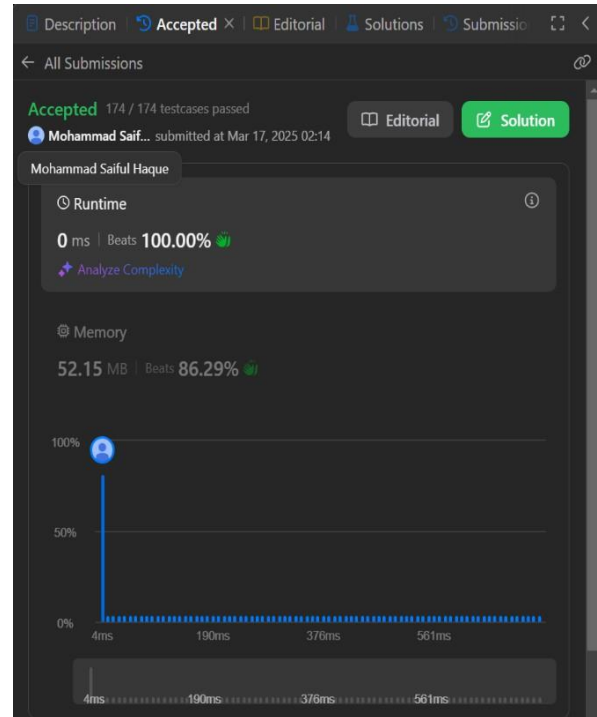 Description Accepted × Editorial Solutions Submissio
← All Submissions
Accepted 174 / 174 testcases passed
Mohammad Saif... submitted at Mar 17, 2025 02:14
Editorial Solution
Mohammad Saiful Haque
Runtime
0 ms | Beats 100.00%
Analyze Complexity
Memory
52.15 MB | Beats 86.29%
100%
50%
0%
4ms 190ms 376ms 561ms
4ms 190ms 376ms 561ms